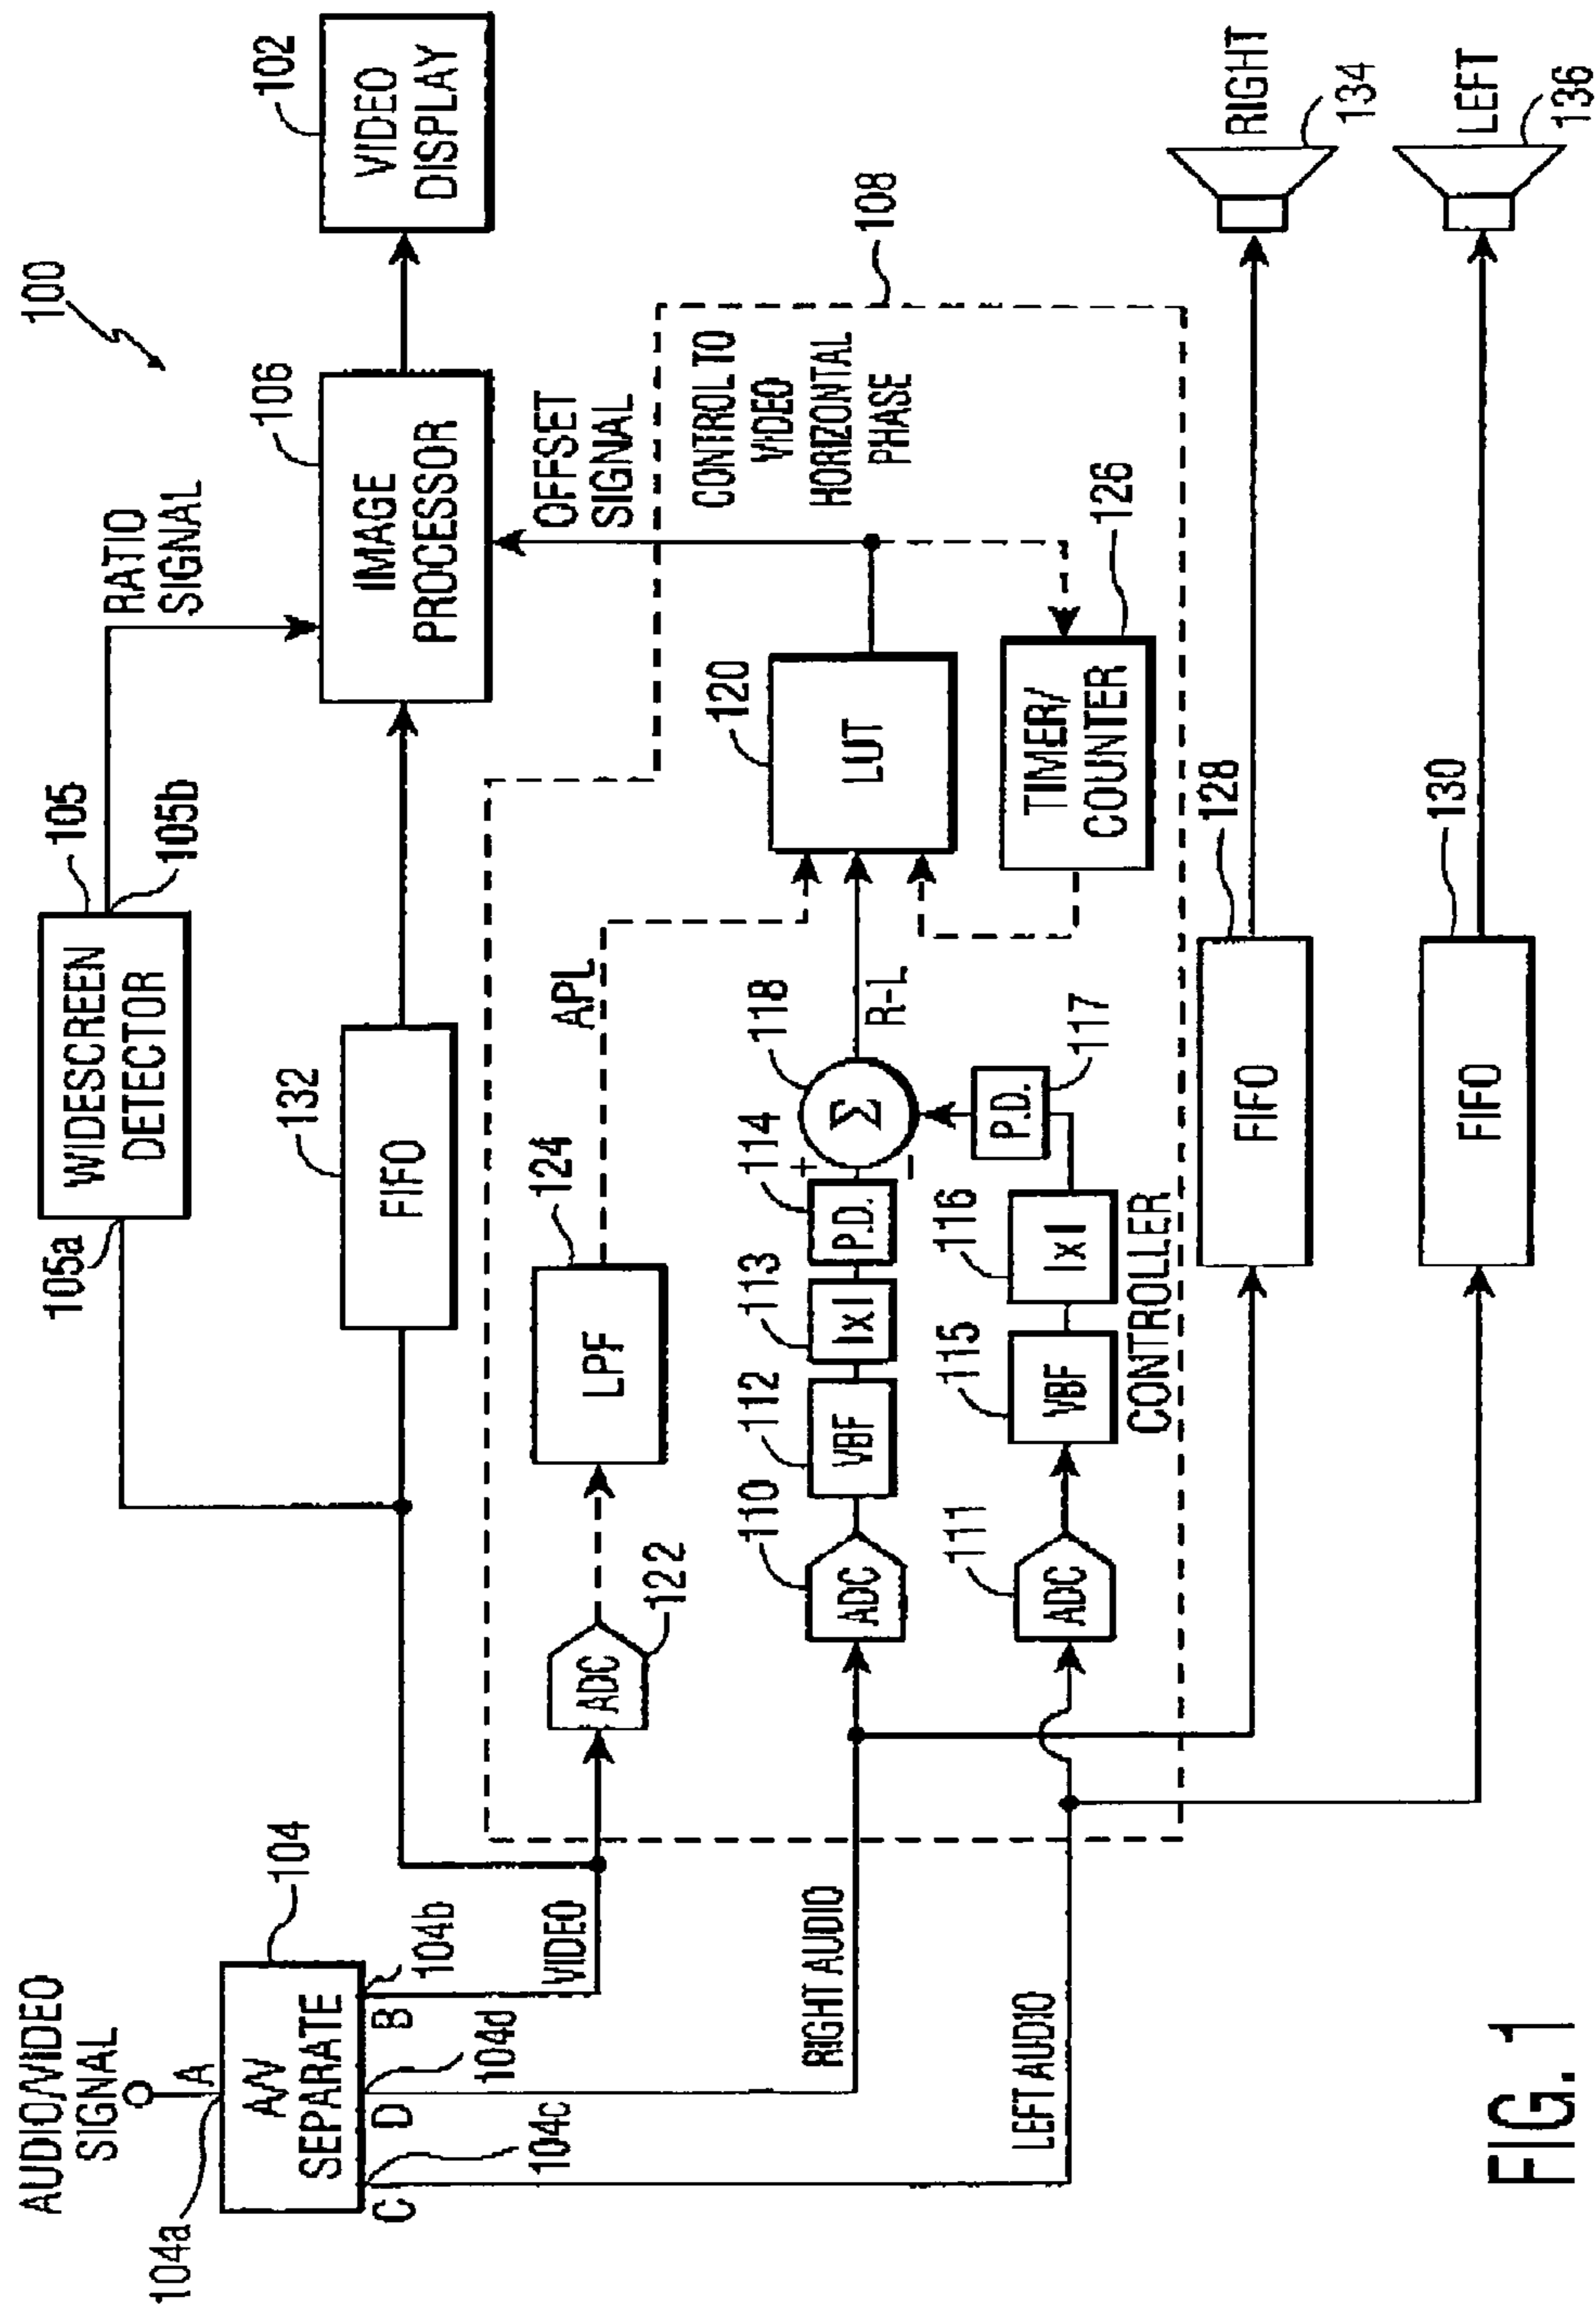 100
102
VIDEO
DISPLAY
106
IMAGE
PROCESSOR
RATIO
SIGNAL
105
105b
WIDESCREEN
DETECTOR
105a
132
FIFO
OFFSET
SIGNAL
108
CONTROL TO
VIDEO
HORIZONTAL
PHASE
126
TIMER/
COUNTER
120
LUT
APL
124
LPF
122
ADC
R-L
118
Σ
+
-
114
P.D.
117
P.D.
113
|x|
116
|x|
112
VBF
115
VBF
110
ADC
111
ADC
CONTROLLER
128
FIFO
130
FIFO
RIGHT
134
LEFT
136
AUDIO/VIDEO
SIGNAL
A
104a
A/V
SEPARATE
104
B
104b
D
104d
C
104c
VIDEO
RIGHT AUDIO
LEFT AUDIO
FIG. 1